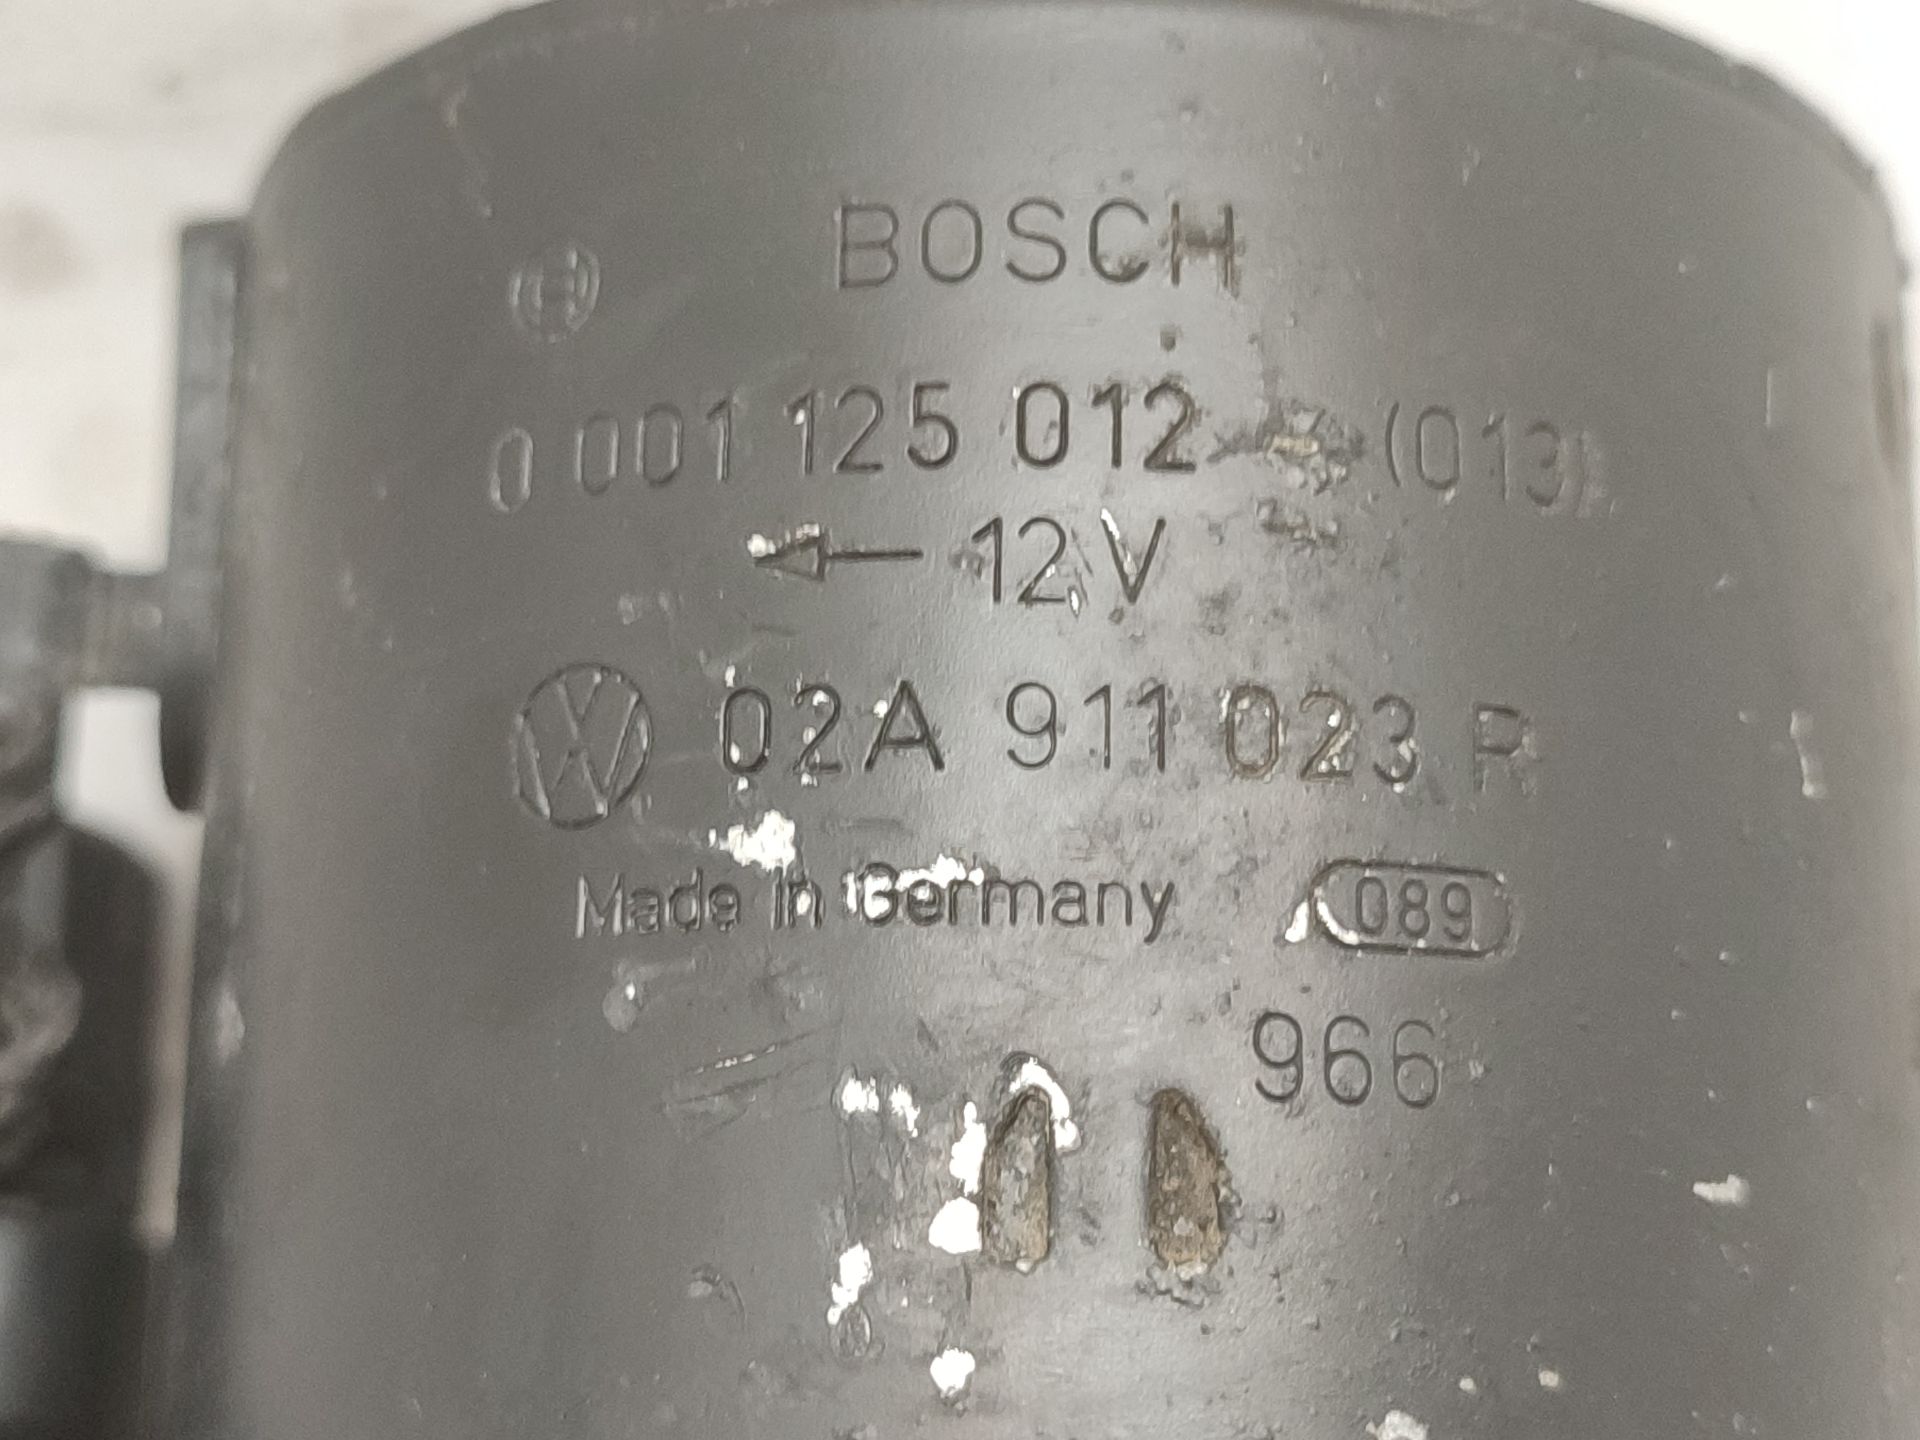 BOSCH
0 001 125 012 (013)
← 12 V
02A 911 023 R
Made in Germany 089
966